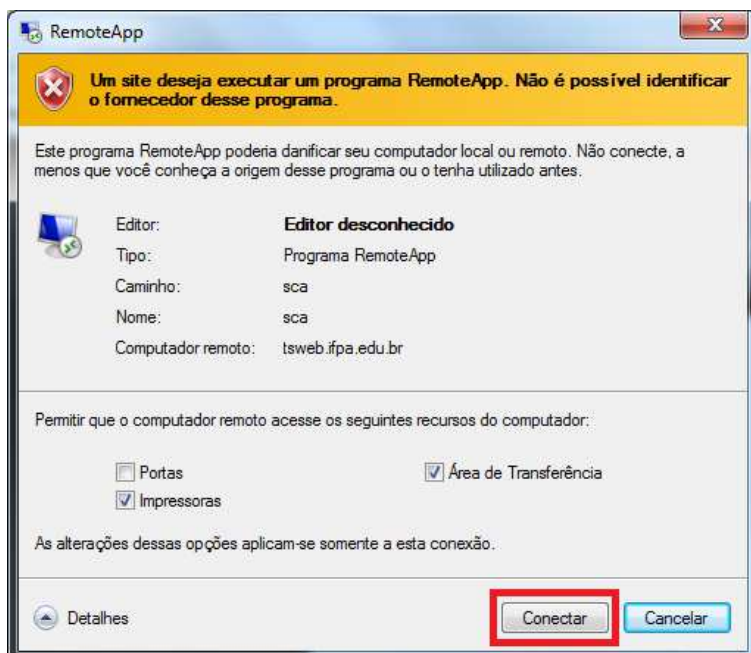 RemoteApp
Um site deseja executar um programa RemoteApp. Não é possível identificar
o fornecedor desse programa.
Este programa RemoteApp poderia danificar seu computador local ou remoto. Não conecte, a
menos que você conheça a origem desse programa ou o tenha utilizado antes.
Editor: Editor desconhecido
Tipo: Programa RemoteApp
Caminho: sca
Nome: sca
Computador remoto: tsweb.ifpa.edu.br
Permitir que o computador remoto acesse os seguintes recursos do computador:
Portas Área de Transferência
Impressoras
As alterações dessas opções aplicam-se somente a esta conexão.
Detalhes Conectar Cancelar